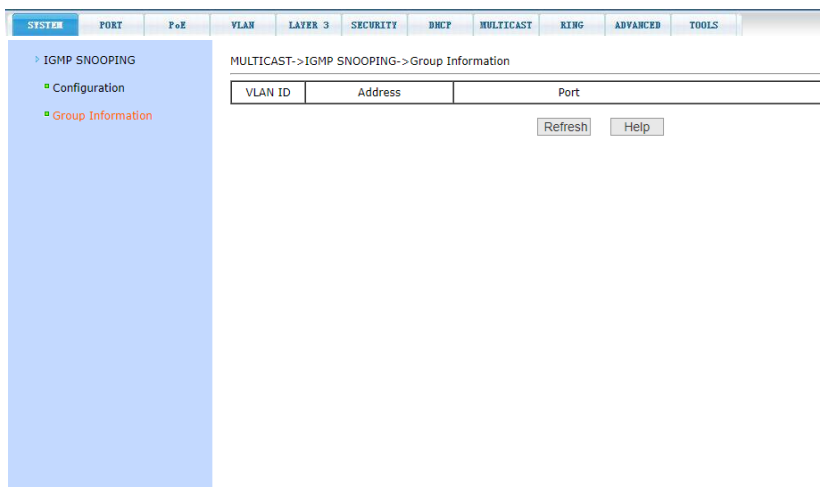 SYSTEM PORT PoE VLAN LAYER 3 SECURITY DHCP MULTICAST RING ADVANCED TOOLS
IGMP SNOOPING
Configuration
Group Information
MULTICAST->IGMP SNOOPING->Group Information
VLAN ID Address Port
Refresh Help